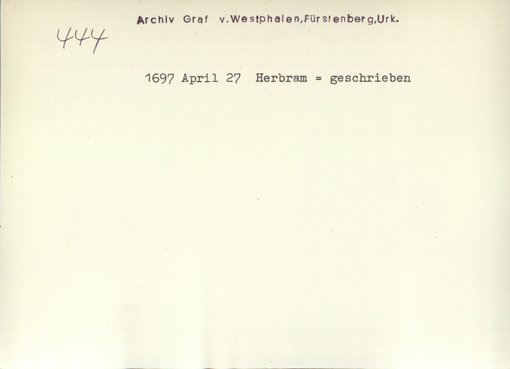 Archiv Graf v.Westphalen,Fürstenberg,Urk.
444
1697 April 27 Herbram = geschrieben